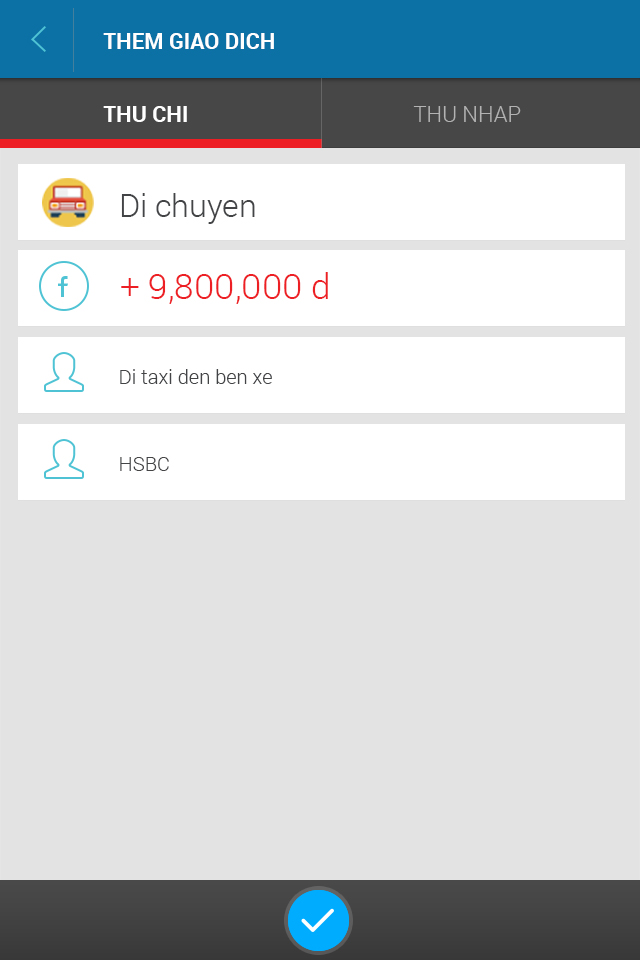 THEM GIAO DICH
THU CHI
THU NHAP
Di chuyen
f
+ 9,800,000 d
Di taxi den ben xe
HSBC